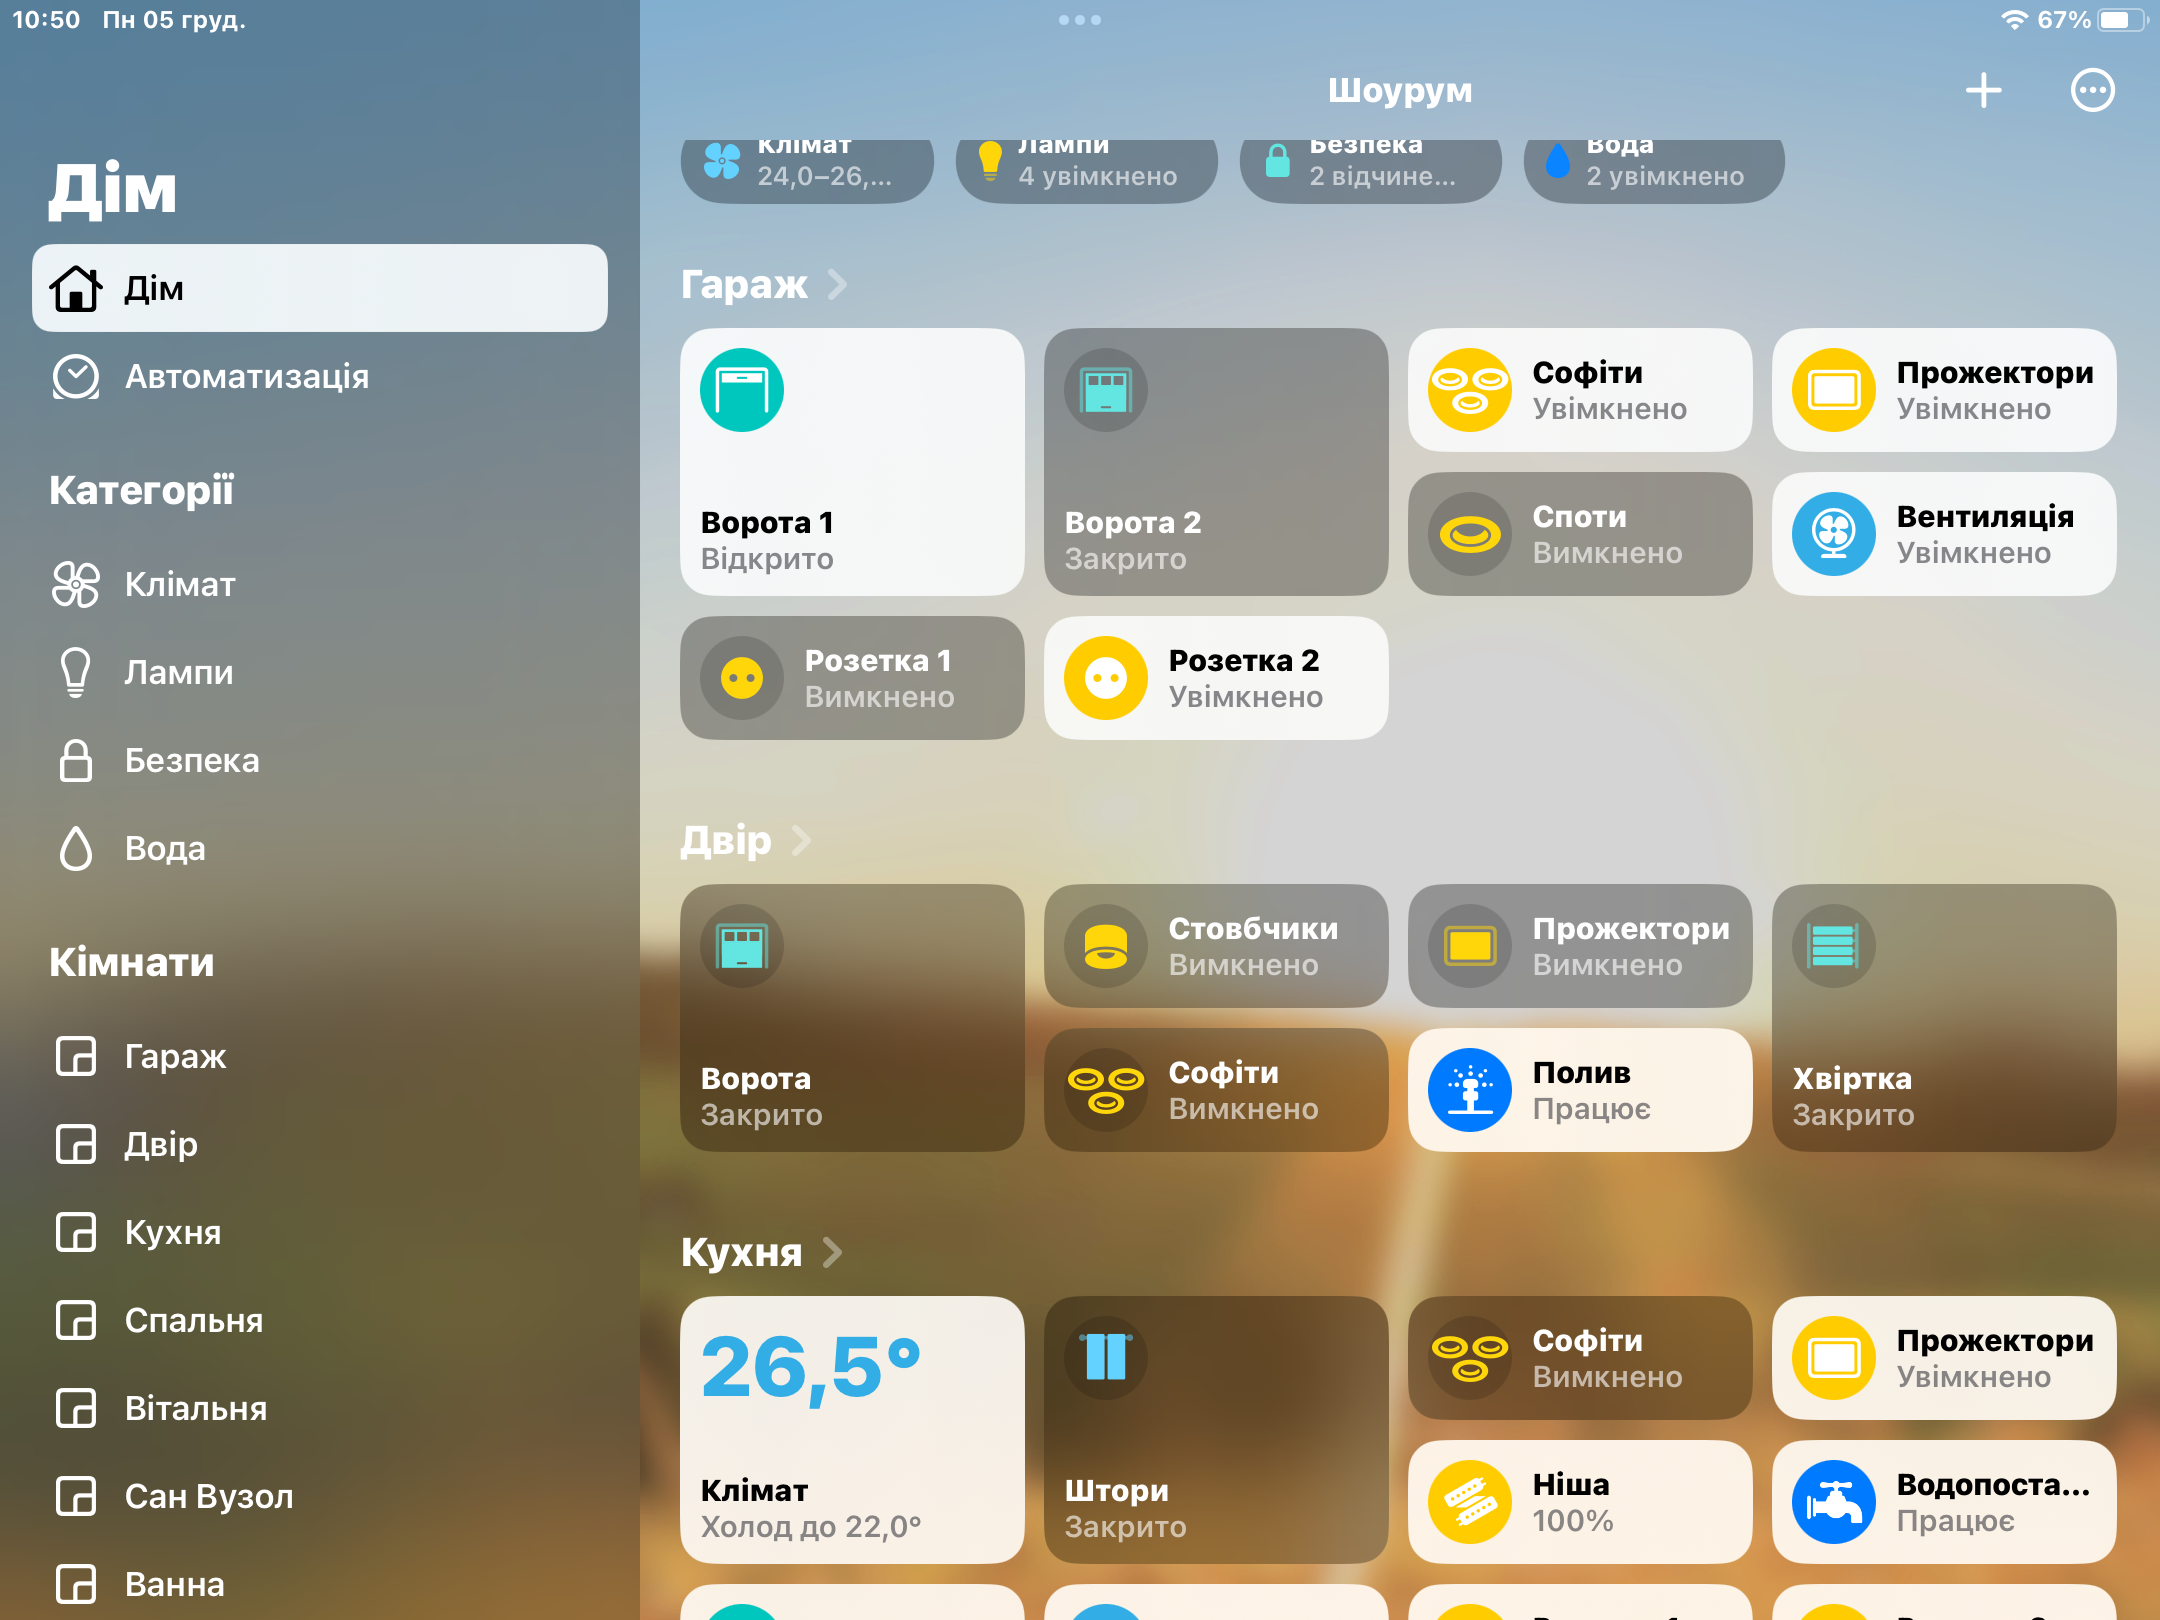 10:50 Пн 05 груд.
67%
Дім
Дім
Автоматизація
Категорії
Клімат
Лампи
Безпека
Вода
Кімнати
Гараж
Двір
Кухня
Спальня
Вітальня
Сан Вузол
Ванна
Шоурум
Клімат
24,0–26,...
Лампи
4 увімкнено
Безпека
2 відчине...
Вода
2 увімкнено
Гараж
Ворота 1
Відкрито
Ворота 2
Закрито
Софіти
Увімкнено
Прожектори
Увімкнено
Споти
Вимкнено
Вентиляція
Увімкнено
Розетка 1
Вимкнено
Розетка 2
Увімкнено
Двір
Ворота
Закрито
Стовбчики
Вимкнено
Прожектори
Вимкнено
Хвіртка
Закрито
Софіти
Вимкнено
Полив
Працює
Кухня
26,5°
Клімат
Холод до 22,0°
Штори
Закрито
Софіти
Вимкнено
Прожектори
Увімкнено
Ніша
100%
Водопоста...
Працює